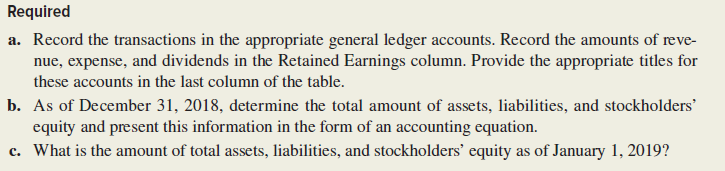 Required
a. Record the transactions in the appropriate general ledger accounts. Record the amounts of reve-
nue, expense, and dividends in the Retained Earnings column. Provide the appropriate titles for
these accounts in the last column of the table.
b. As of December 31, 2018, determine the total amount of assets, liabilities, and stockholders’
equity and present this information in the form of an accounting equation.
c. What is the amount of total assets, liabilities, and stockholders’ equity as of January 1, 2019?